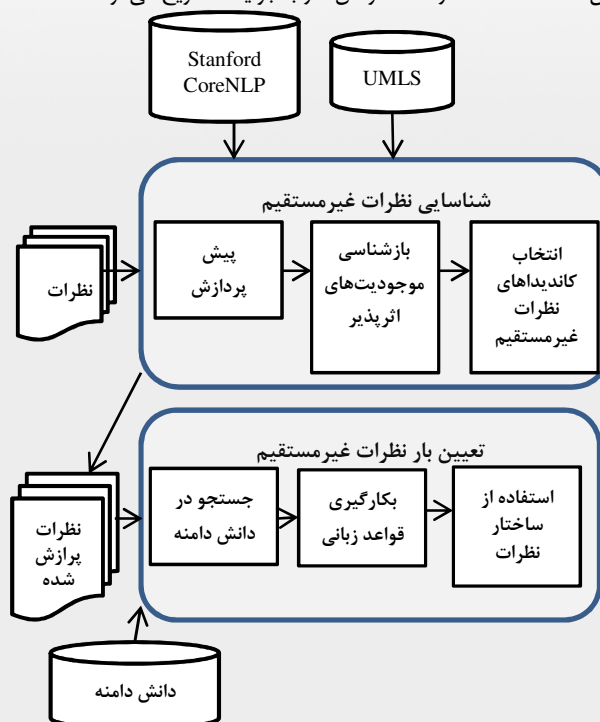 Stanford
CoreNLP
UMLS
شناسایی نظرات غیرمستقیم
نظرات
پیش
پردازش
بازشناسی
موجودیت‌های
اثرپذیر
انتخاب
کاندیداهای
نظرات
غیرمستقیم
تعیین بار نظرات غیرمستقیم
نظرات
پرازش
شده
جستجو در
دانش دامنه
بکارگیری
قواعد زبانی
استفاده از
ساختار
نظرات
دانش دامنه